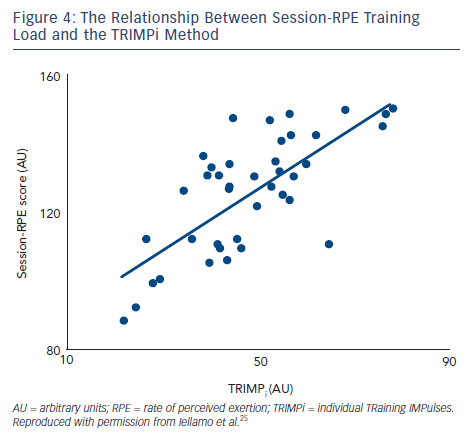 Figure 4: The Relationship Between Session-RPE Training
Load and the TRIMPi Method
160
Session-RPE score (AU)
120
80
10
50
90
TRIMPi (AU)
AU = arbitrary units; RPE = rate of perceived exertion; TRIMPi = individual TRaining IMPulses.
Reproduced with permission from Iellamo et al.25